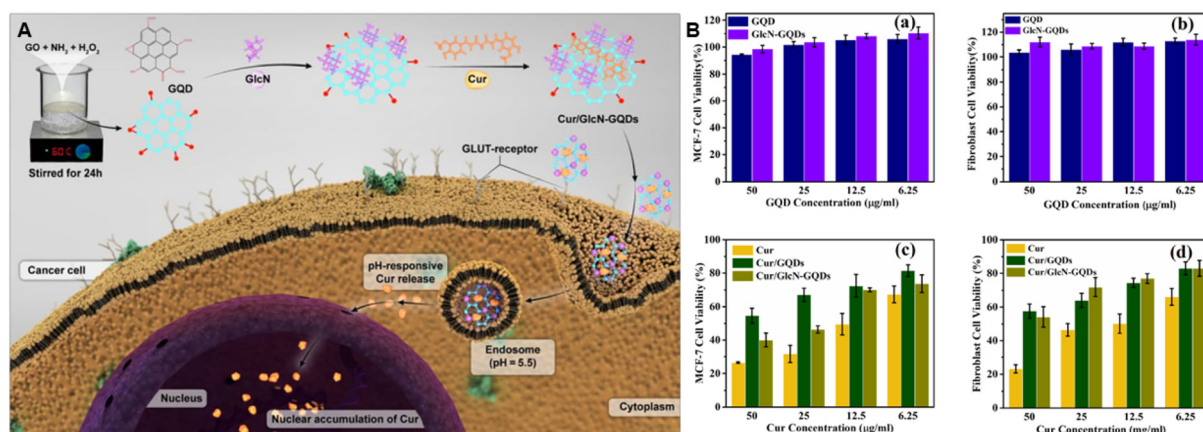 A
GO + NH3 + H2O2
60 C
Stirred for 24h
GQD
GlcN
Cur
Cur/GlcN-GQDs
GLUT-receptor
Cancer cell
pH-responsive
Cur release
Endosome
(pH = 5.5)
Nucleus
Nuclear accumulation of Cur
Cytoplasm
B
(a)
GQD
GlcN-GQDs
MCF-7 Cell Viability(%)
120
100
80
60
40
20
0
50 25 12.5 6.25
GQD Concentration (μg/ml)
(b)
GQD
GlcN-GQDs
Fibroblast Cell Viability(%)
120
100
80
60
40
20
0
50 25 12.5 6.25
GQD Concentration (μg/ml)
(c)
Cur
Cur/GQDs
Cur/GlcN-GQDs
MCF-7 Cell Viability (%)
100
80
60
40
20
0
50 25 12.5 6.25
Cur Concentration (μg/ml)
(d)
Cur
Cur/GQDs
Cur/GlcN-GQDs
Fibroblast Cell Viability (%)
100
80
60
40
20
0
50 25 12.5 6.25
Cur Concentration (mg/ml)